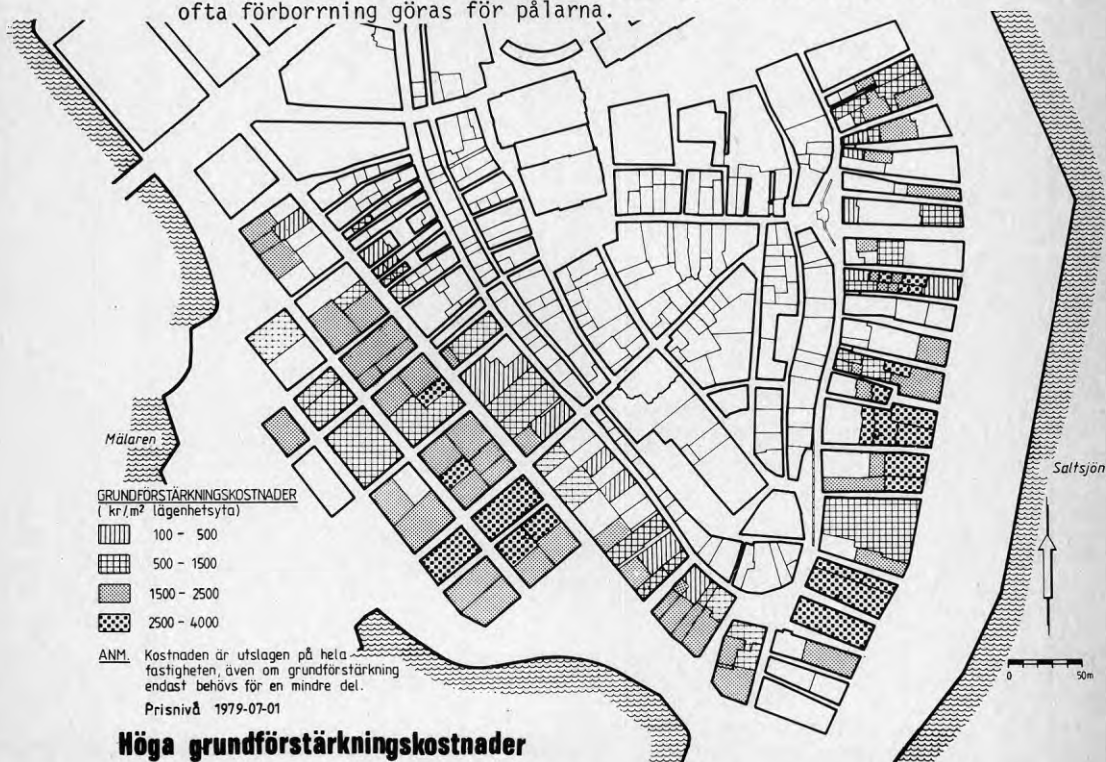 ofta förborrning göras för pålarna.
Mälaren
Saltsjön
GRUNDFÖRSTÄRKNINGSKOSTNADER
( kr/m² lägenhetsyta)
100 - 500
500 - 1500
1500 - 2500
2500 - 4000
ANM. Kostnaden är utslagen på hela
fastigheten, även om grundförstärkning
endast behövs för en mindre del.
Prisnivå 1979-07-01
0 50m
Höga grundförstärkningskostnader